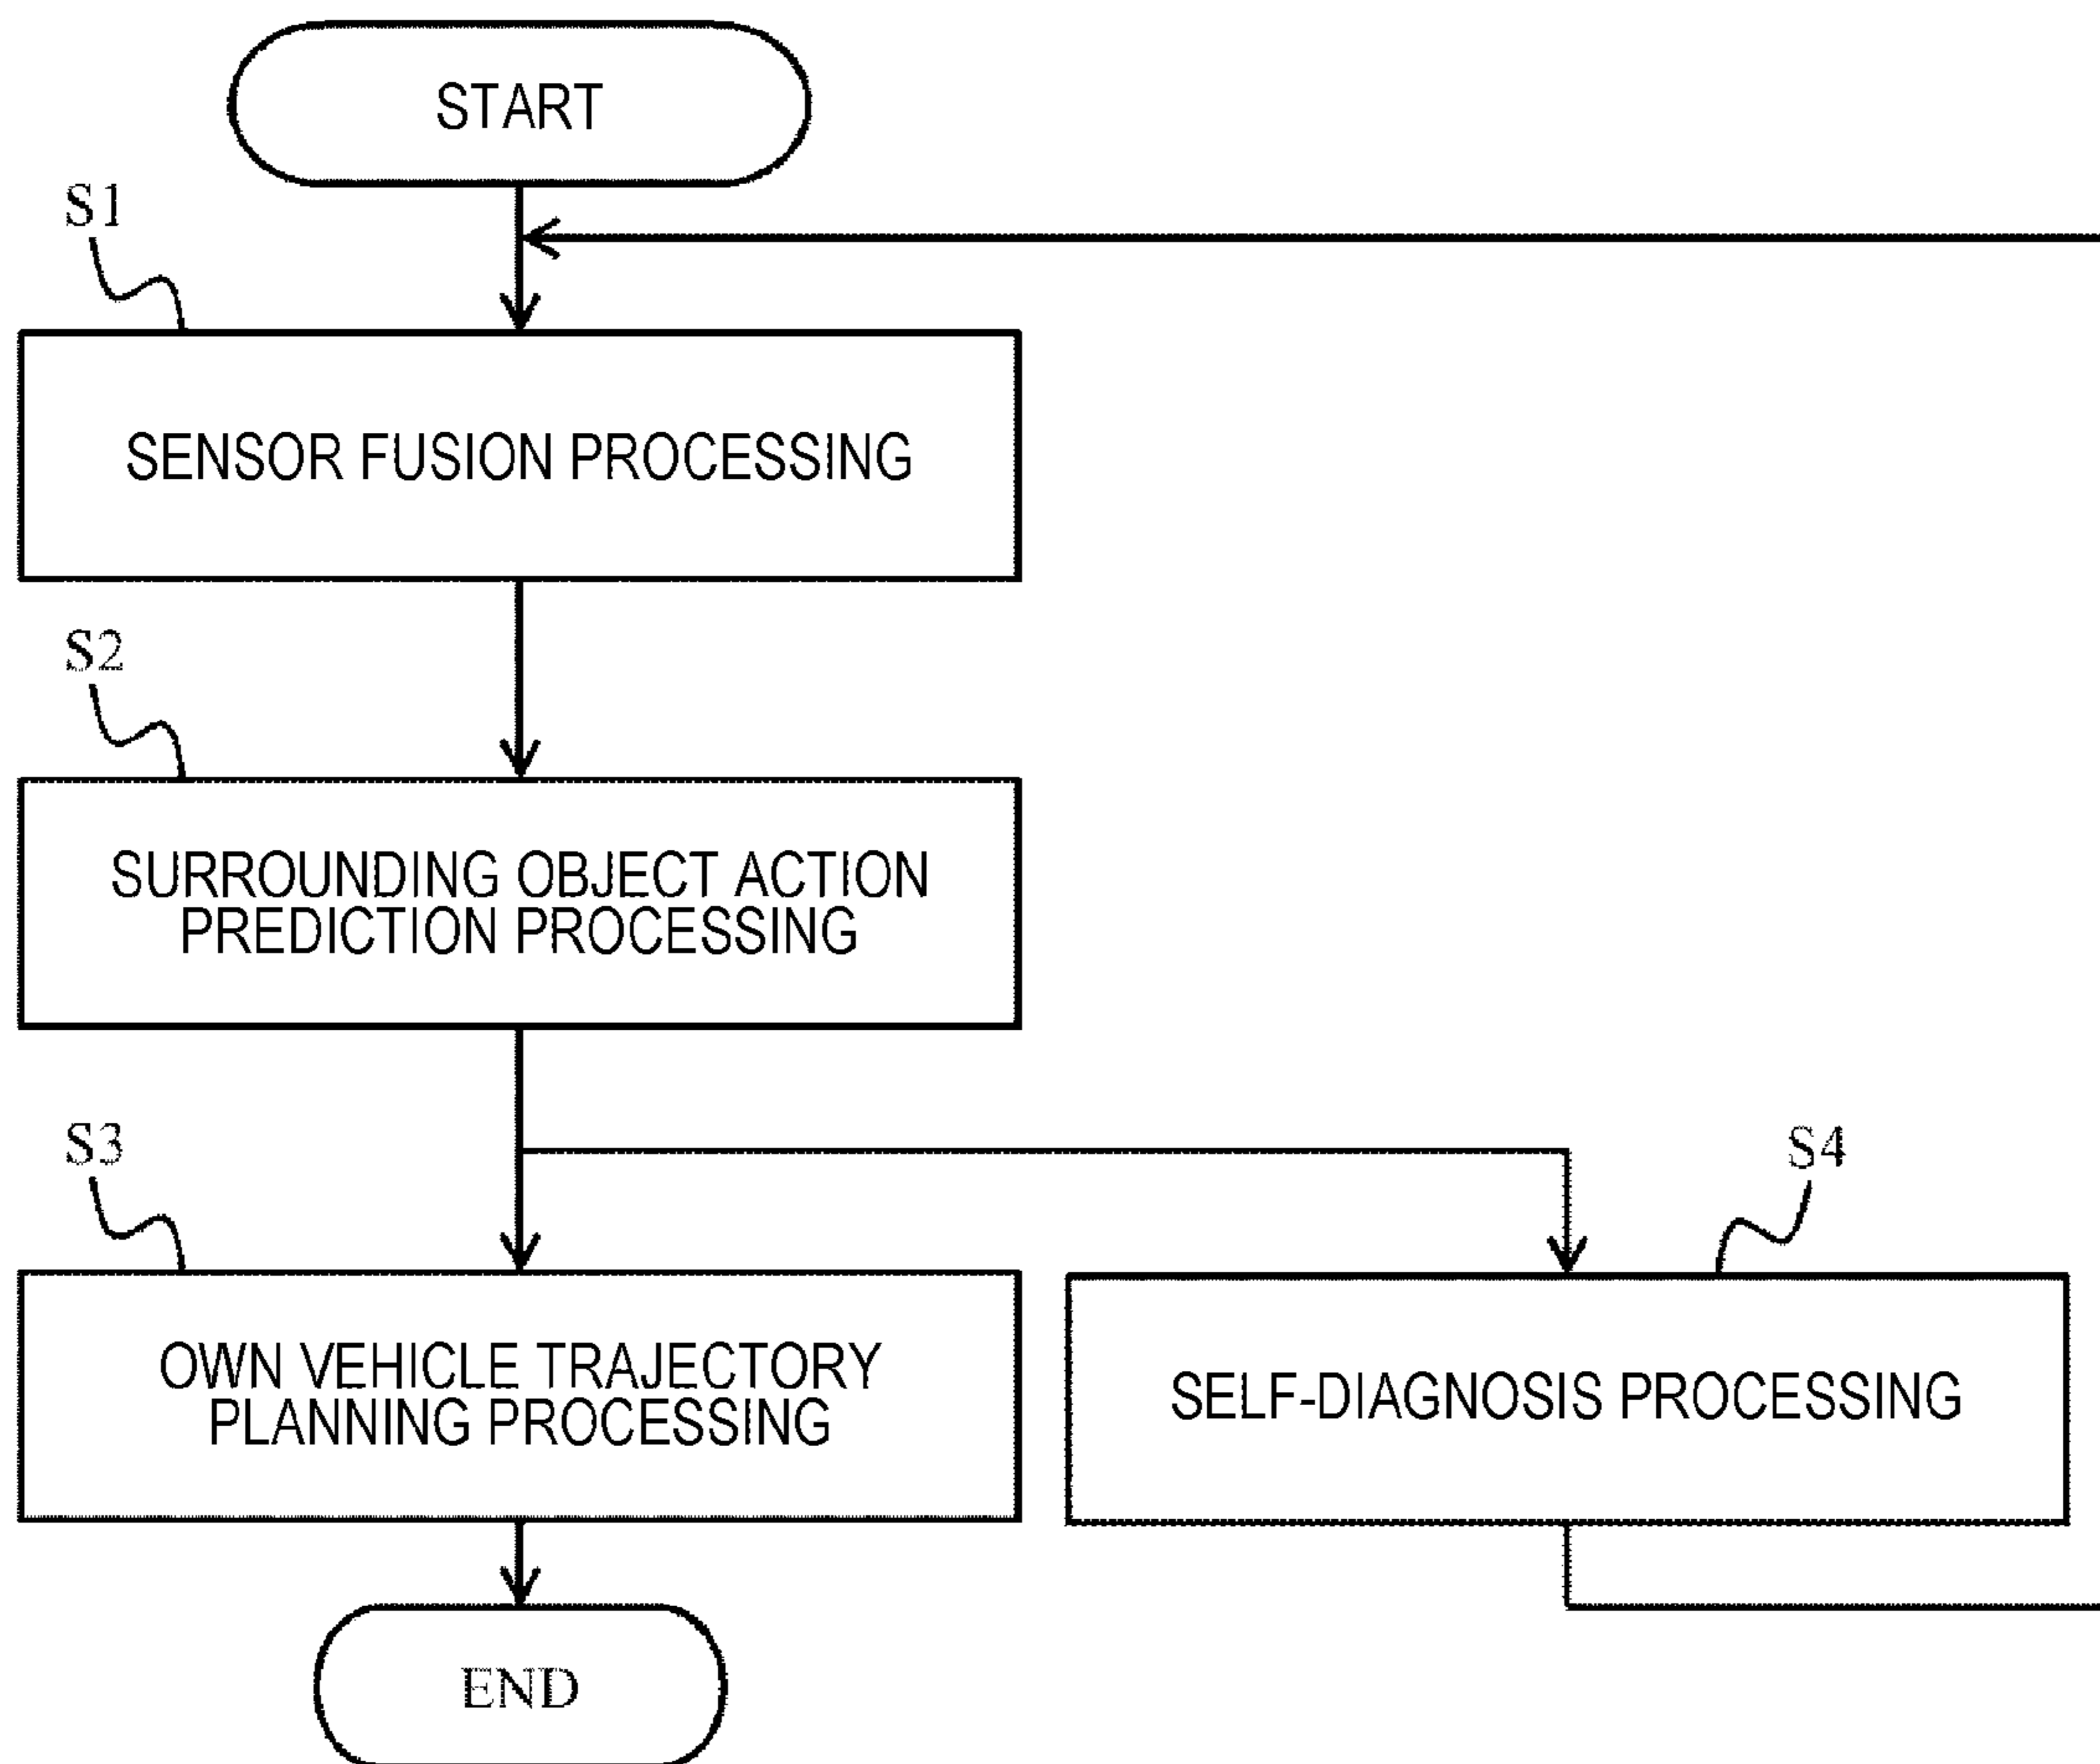 START
S1
SENSOR FUSION PROCESSING
S2
SURROUNDING OBJECT ACTION
PREDICTION PROCESSING
S3
OWN VEHICLE TRAJECTORY
PLANNING PROCESSING
S4
SELF-DIAGNOSIS PROCESSING
END